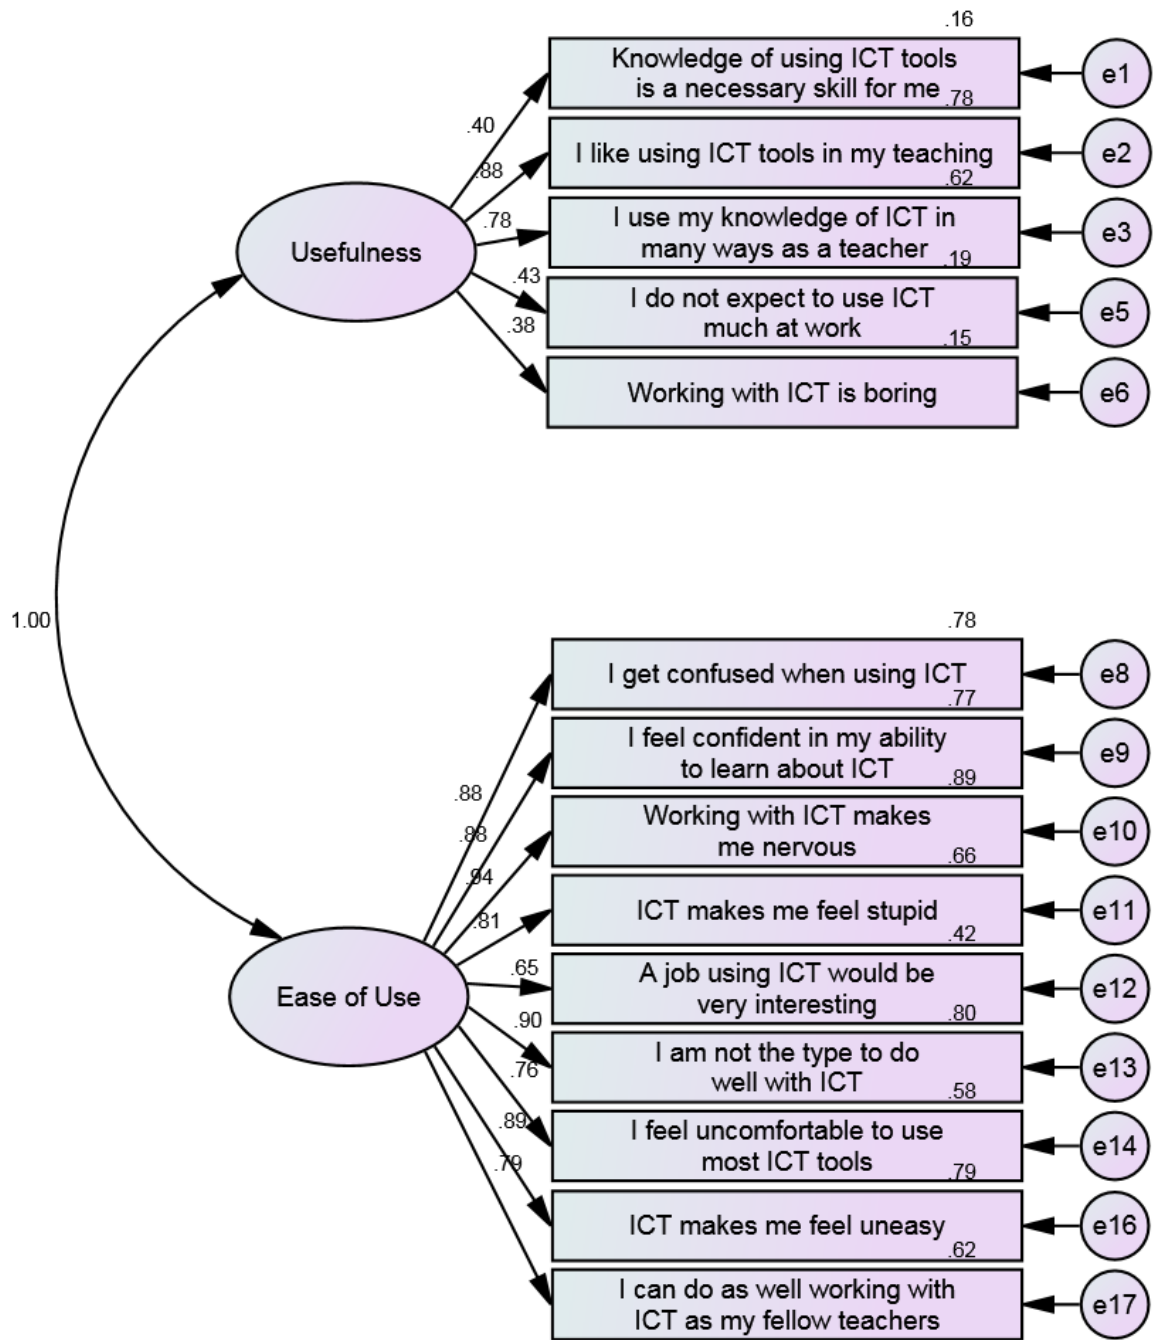 .16
Knowledge of using ICT tools
is a necessary skill for me
e1
.40
.78
I like using ICT tools in my teaching
e2
.88
.62
I use my knowledge of ICT in
many ways as a teacher
e3
.78
Usefulness
.19
I do not expect to use ICT
much at work
e5
.43
.15
Working with ICT is boring
e6
.38
1.00
.78
I get confused when using ICT
e8
.88
.77
I feel confident in my ability
to learn about ICT
e9
.88
.89
Working with ICT makes
me nervous
e10
.94
.66
ICT makes me feel stupid
e11
.81
.42
A job using ICT would be
very interesting
e12
.65
Ease of Use
.80
I am not the type to do
well with ICT
e13
.90
.58
I feel uncomfortable to use
most ICT tools
e14
.76
.79
ICT makes me feel uneasy
e16
.89
.62
I can do as well working with
ICT as my fellow teachers
e17
.79